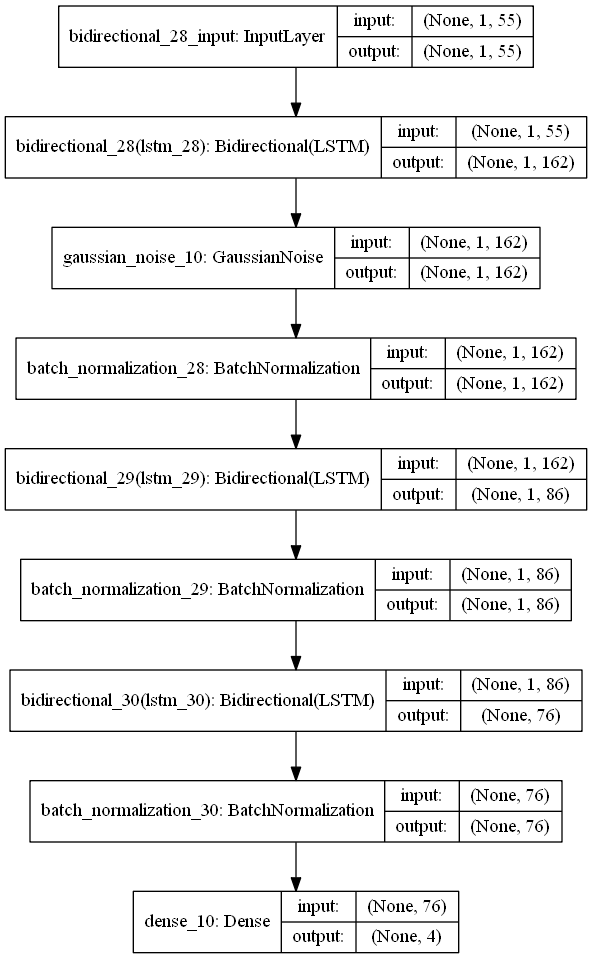 bidirectional_28_input: InputLayer
input: (None, 1, 55)
output: (None, 1, 55)
bidirectional_28(lstm_28): Bidirectional(LSTM)
input: (None, 1, 55)
output: (None, 1, 162)
gaussian_noise_10: GaussianNoise
input: (None, 1, 162)
output: (None, 1, 162)
batch_normalization_28: BatchNormalization
input: (None, 1, 162)
output: (None, 1, 162)
bidirectional_29(lstm_29): Bidirectional(LSTM)
input: (None, 1, 162)
output: (None, 1, 86)
batch_normalization_29: BatchNormalization
input: (None, 1, 86)
output: (None, 1, 86)
bidirectional_30(lstm_30): Bidirectional(LSTM)
input: (None, 1, 86)
output: (None, 76)
batch_normalization_30: BatchNormalization
input: (None, 76)
output: (None, 76)
dense_10: Dense
input: (None, 76)
output: (None, 4)